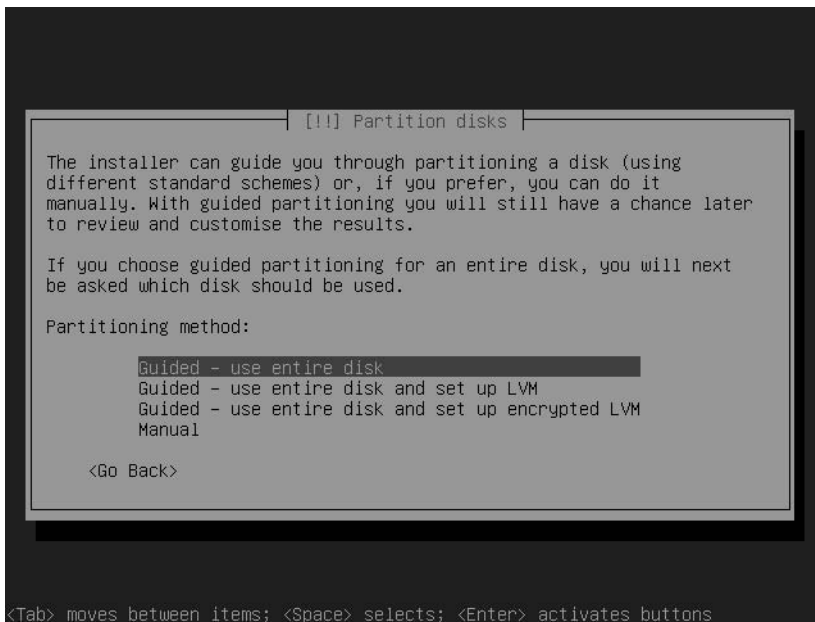 [!!] Partition disks
The installer can guide you through partitioning a disk (using
different standard schemes) or, if you prefer, you can do it
manually. With guided partitioning you will still have a chance later
to review and customise the results.
If you choose guided partitioning for an entire disk, you will next
be asked which disk should be used.
Partitioning method:
Guided – use entire disk
Guided – use entire disk and set up LVM
Guided – use entire disk and set up encrypted LVM
Manual
<Go Back>
<Tab> moves between items; <Space> selects; <Enter> activates buttons